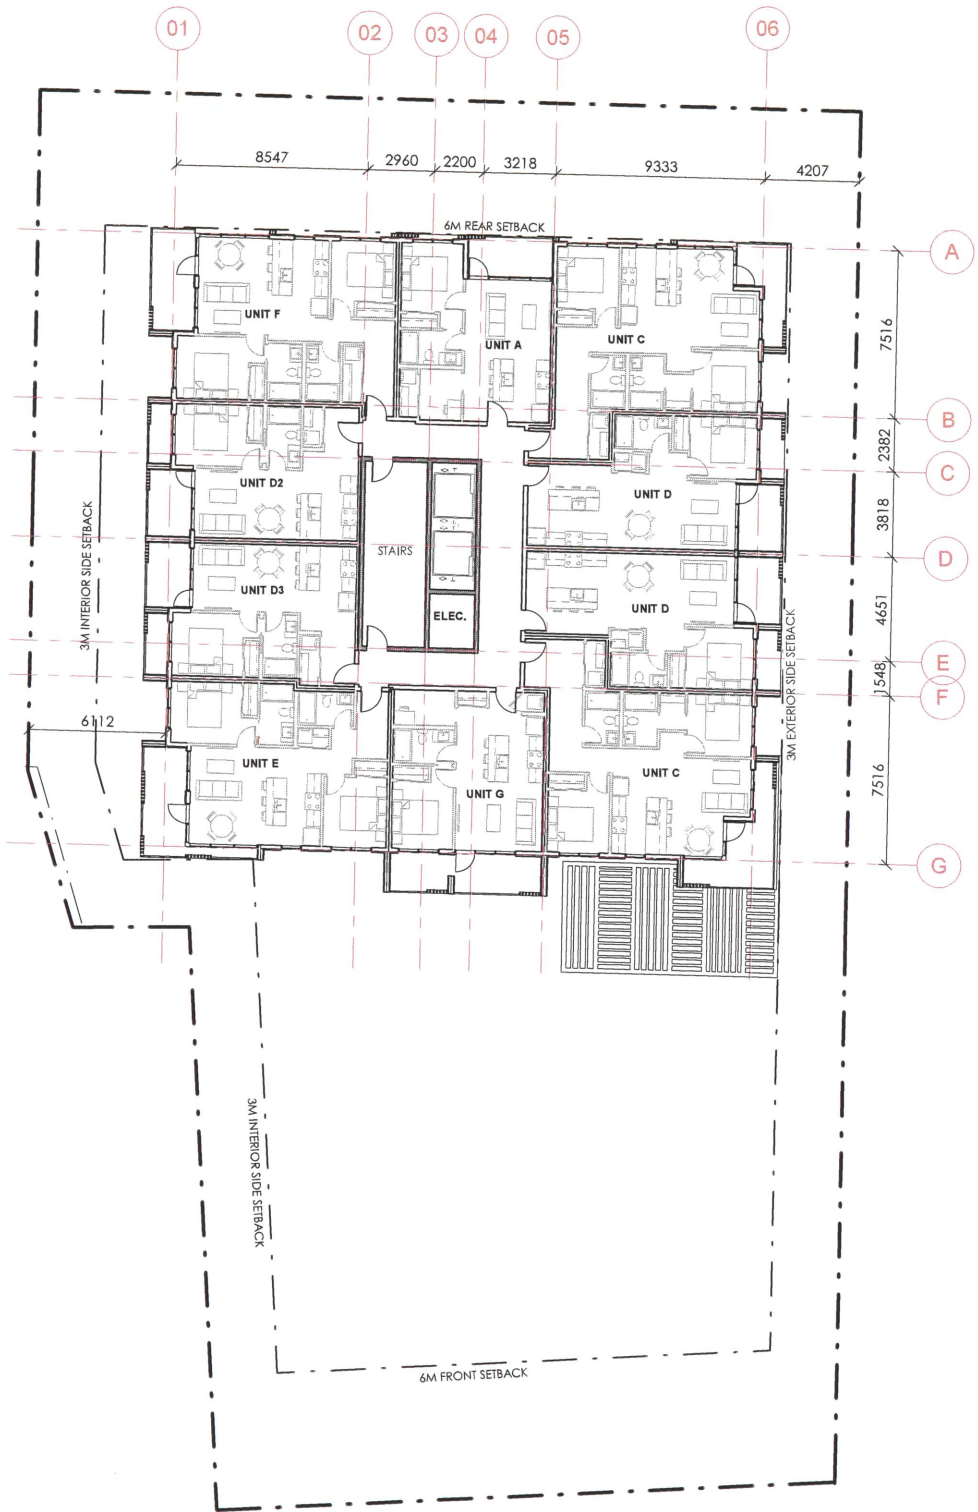 01
02
03
04
05
06
8547
2960
2200
3218
9333
4207
6M REAR SETBACK
A
UNIT F
UNIT A
UNIT C
7516
B
2382
C
UNIT D2
UNIT D
3818
3M INTERIOR SIDE SETBACK
STAIRS
D
UNIT D3
ELEC.
UNIT D
4651
3M EXTERIOR SIDE SETBACK
E
1548
F
6112
UNIT E
UNIT G
UNIT C
7516
G
3M INTERIOR SIDE SETBACK
6M FRONT SETBACK